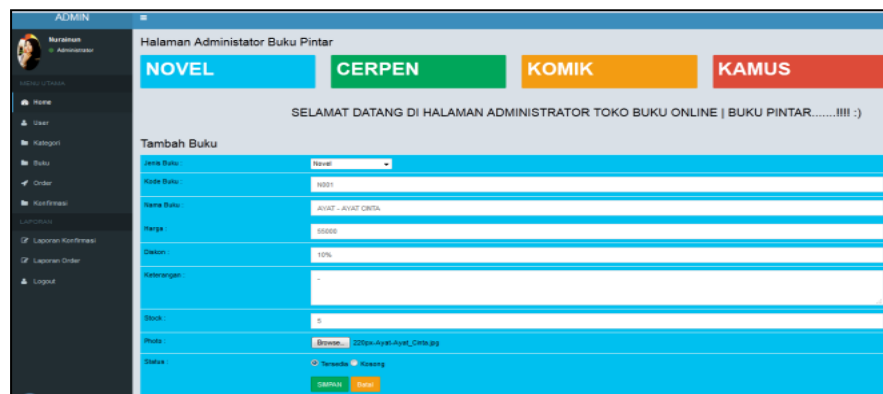 ADMIN
Nurainun
Administrator
MENU UTAMA
Home
User
Kategori
Buku
Order
Konfirmasi
LAPORAN
Laporan Konfirmasi
Laporan Order
Logout
Halaman Administator Buku Pintar
NOVEL CERPEN KOMIK KAMUS
SELAMAT DATANG DI HALAMAN ADMINISTRATOR TOKO BUKU ONLINE | BUKU PINTAR.......!!!! :)
Tambah Buku
Jenis Buku : Novel
Kode Buku : N001
Nama Buku : AYAT - AYAT CINTA
Harga : 55000
Diskon : 10%
Keterangan : -
Stock : 5
Photo : Browse... 220px-Ayat-Ayat_Cinta.jpg
Status : Tersedia Kosong
SIMPAN Batal